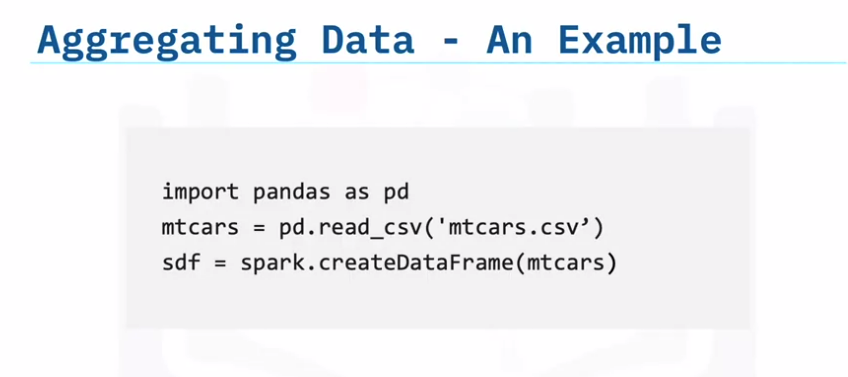 Aggregating Data - An Example
import pandas as pd
mtcars = pd.read_csv('mtcars.csv’)
sdf = spark.createDataFrame(mtcars)